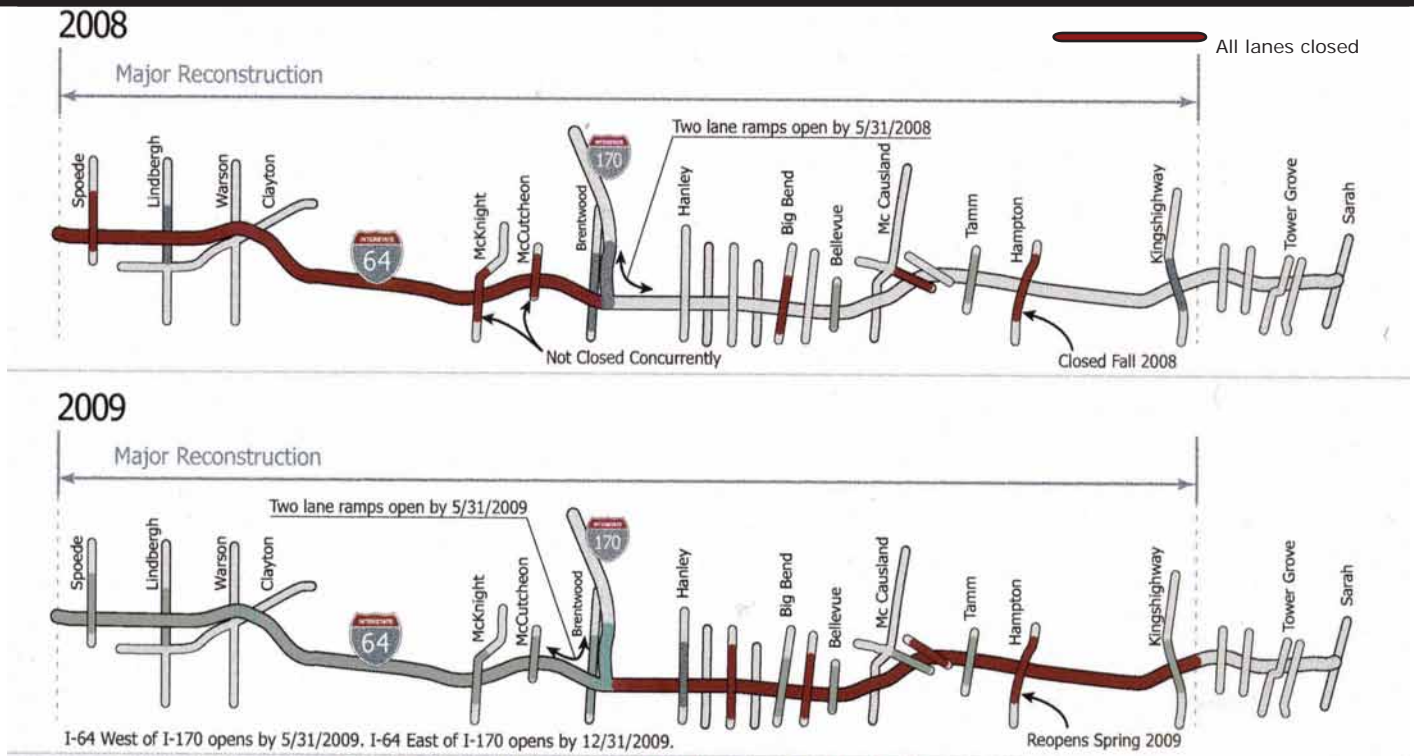 2008
All lanes closed
Major Reconstruction
Two lane ramps open by 5/31/2008
Spoede
Lindbergh
Warson
Clayton
INTERSTATE
64
McKnight
McCutcheon
Brentwood
170
Hanley
Big Bend
Bellevue
Mc Causland
Tamm
Hampton
Kingshighway
Tower Grove
Sarah
Not Closed Concurrently
Closed Fall 2008
2009
Major Reconstruction
Two lane ramps open by 5/31/2009
Spoede
Lindbergh
Warson
Clayton
INTERSTATE
64
McKnight
McCutcheon
Brentwood
170
Hanley
Big Bend
Bellevue
Mc Causland
Tamm
Hampton
Kingshighway
Tower Grove
Sarah
I-64 West of I-170 opens by 5/31/2009. I-64 East of I-170 opens by 12/31/2009.
Reopens Spring 2009